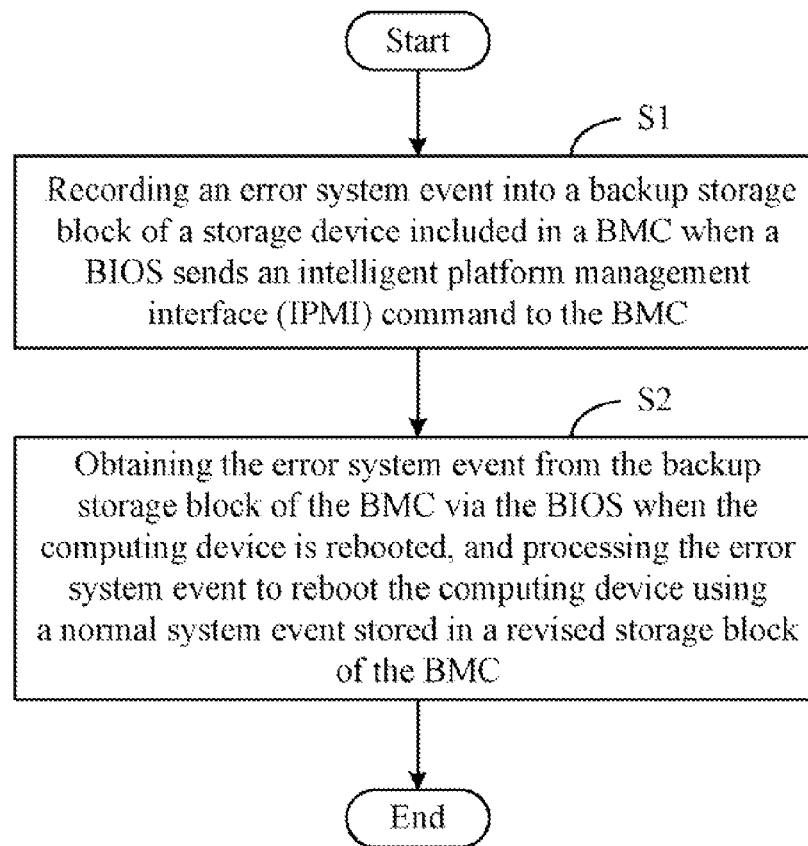 Start
S1
Recording an error system event into a backup storage
block of a storage device included in a BMC when a
BIOS sends an intelligent platform management
interface (IPMI) command to the BMC
S2
Obtaining the error system event from the backup
storage block of the BMC via the BIOS when the
computing device is rebooted, and processing the error
system event to reboot the computing device using
a normal system event stored in a revised storage block
of the BMC
End